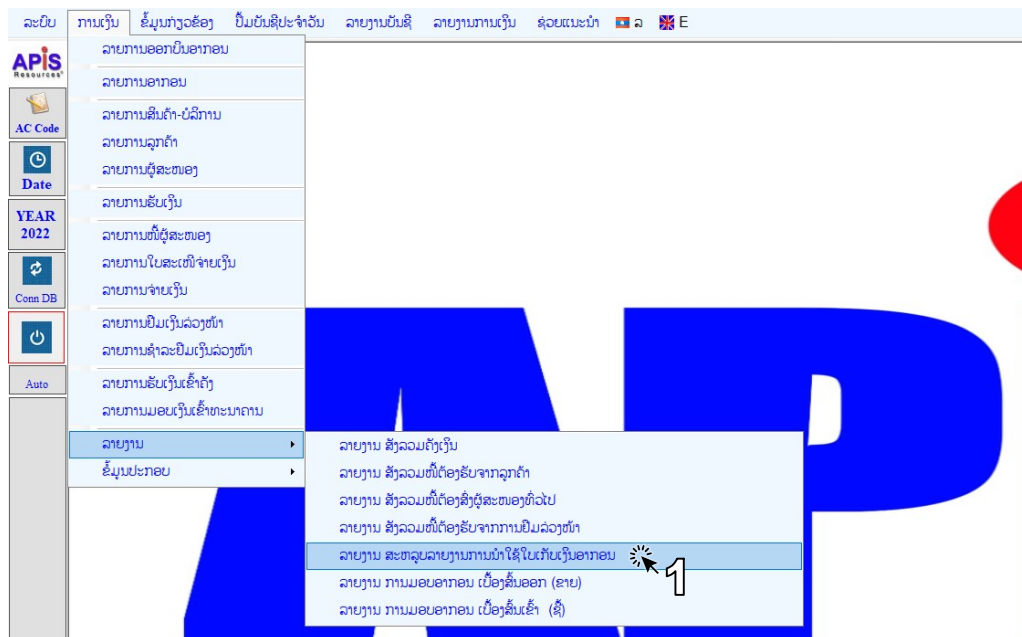 ລະບົບ ການເງິນ ຂໍ້ມູນກ່ຽວຂ້ອງ ປຶ້ມບັນຊີປະຈຳວັນ ລາຍງານບັນຊີ ລາຍງານການເງິນ ຊ່ວຍແນະນຳ ລ E
APIS
Resources
AC Code
Date
YEAR
2022
Conn DB
Auto
ລາຍການອອກບິນອາກອນ
ລາຍການອາກອນ
ລາຍການສິນຄ້າ-ບໍລິການ
ລາຍການລູກຄ້າ
ລາຍການຜູ້ສະໜອງ
ລາຍການຮັບເງິນ
ລາຍການໜີ້ຜູ້ສະໜອງ
ລາຍການໃບສະເໜີຈ່າຍເງິນ
ລາຍການຈ່າຍເງິນ
ລາຍການຢືມເງິນລ່ວງໜ້າ
ລາຍການຊຳລະຢືມເງິນລ່ວງໜ້າ
ລາຍການຮັບເງິນເຂົ້າຄັງ
ລາຍການມອບເງິນເຂົ້າທະນາຄານ
ລາຍງານ
ຂໍ້ມູນປະກອບ
ລາຍງານ ສັງລວມຄັງເງິນ
ລາຍງານ ສັງລວມໜີ້ຕ້ອງຮັບຈາກລູກຄ້າ
ລາຍງານ ສັງລວມໜີ້ຕ້ອງສົ່ງຜູ້ສະໜອງທົ່ວໄປ
ລາຍງານ ສັງລວມໜີ້ຕ້ອງຮັບຈາກການຢືມລ່ວງໜ້າ
ລາຍງານ ສະຫລຸບລາຍງານການນຳໃຊ້ໃບເກັບເງິນອາກອນ
ລາຍງານ ການມອບອາກອນ ເບື້ອງສົ້ນອອກ (ຂາຍ)
ລາຍງານ ການມອບອາກອນ ເບື້ອງສົ້ນເຂົ້າ (ຊື້)
1
AP